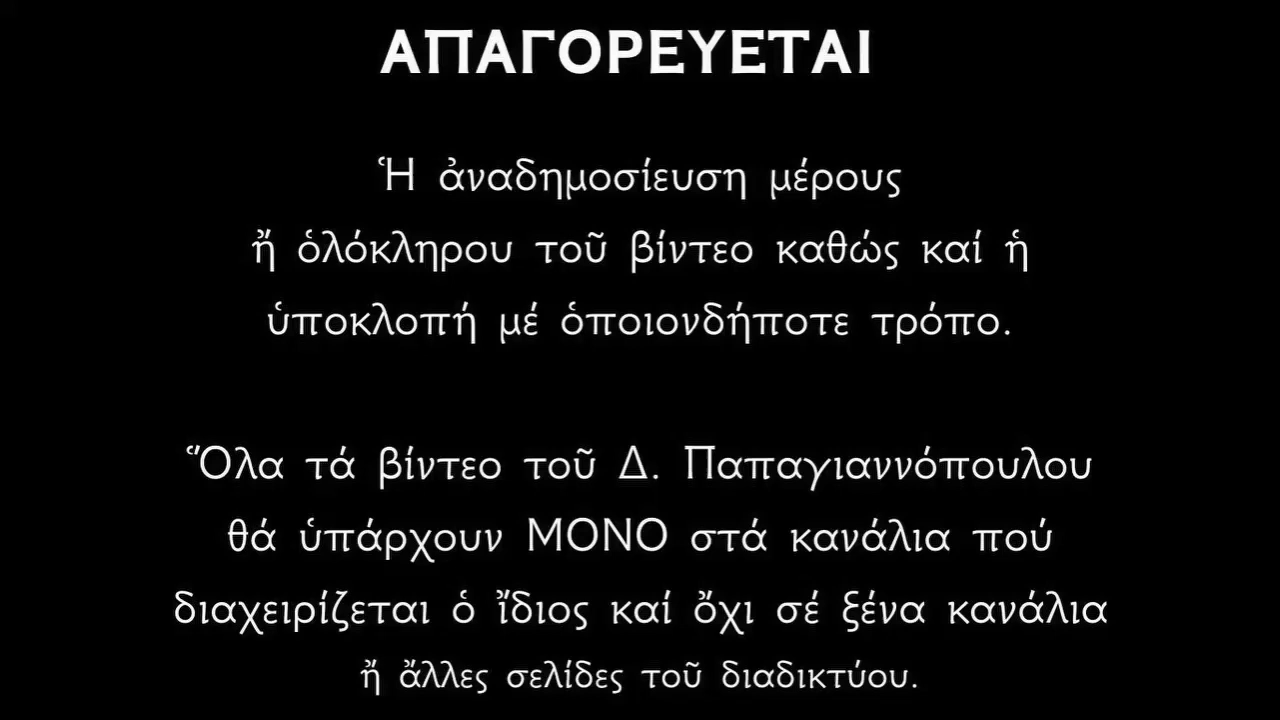 ΑΠΑΓΟΡΕΥΕΤΑΙ
Ἡ ἀναδημοσίευση μέρους
ἤ ὁλόκληρου τοῦ βίντεο καθώς καί ἡ
ὑποκλοπή μέ ὁποιονδήποτε τρόπο.
Ὅλα τά βίντεο τοῦ Δ. Παπαγιαννόπουλου
θά ὑπάρχουν ΜΟΝΟ στά κανάλια πού
διαχειρίζεται ὁ ἴδιος καί ὄχι σέ ξένα κανάλια
ἤ ἄλλες σελίδες τοῦ διαδικτύου.